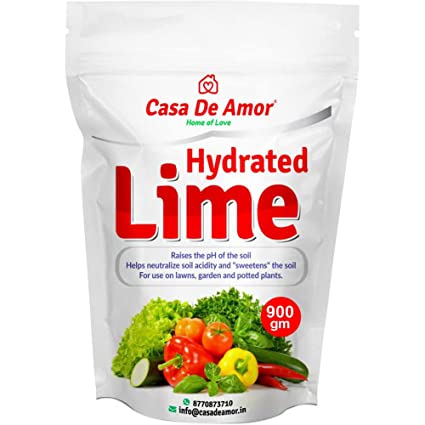 Casa De Amor®
Home of Love
Hydrated
Lime
Raises the pH of the soil
Helps neutralize soil acidity and "sweetens" the soil
For use on lawns, garden and potted plants.
900
gm
8770873710
info@casadeamor.in